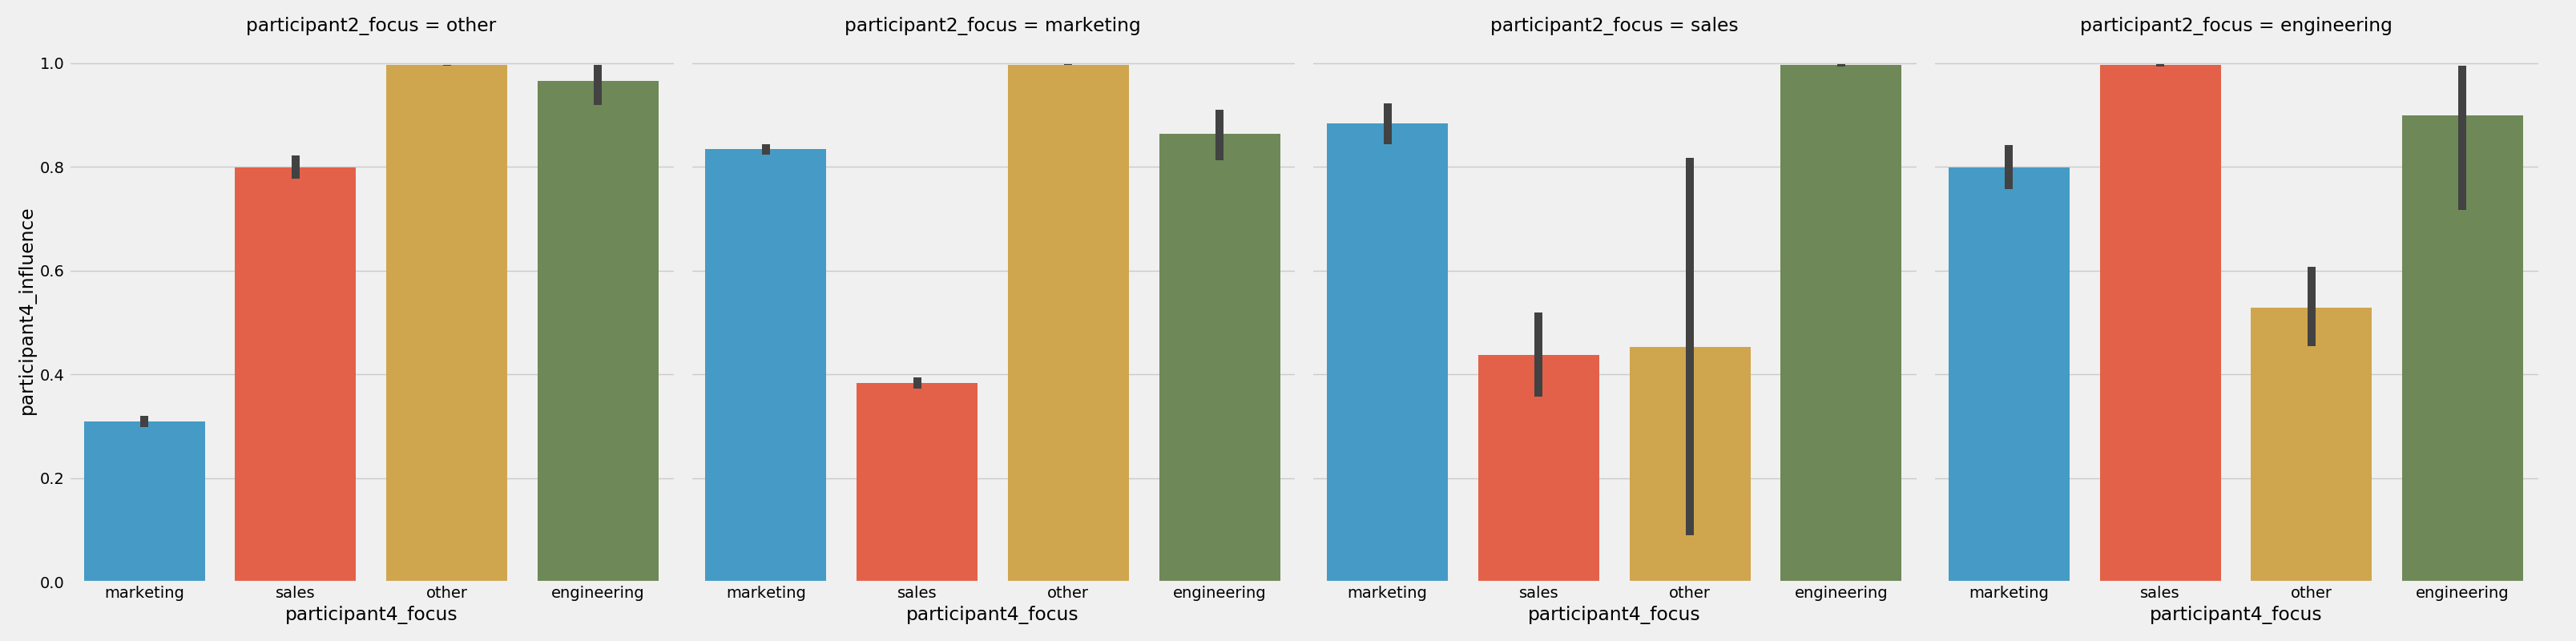 participant2_focus = other
participant2_focus = marketing
participant2_focus = sales
participant2_focus = engineering
participant4_influence
1.0
0.8
0.6
0.4
0.2
0.0
marketing sales other engineering
marketing sales other engineering
marketing sales other engineering
marketing sales other engineering
participant4_focus
participant4_focus
participant4_focus
participant4_focus